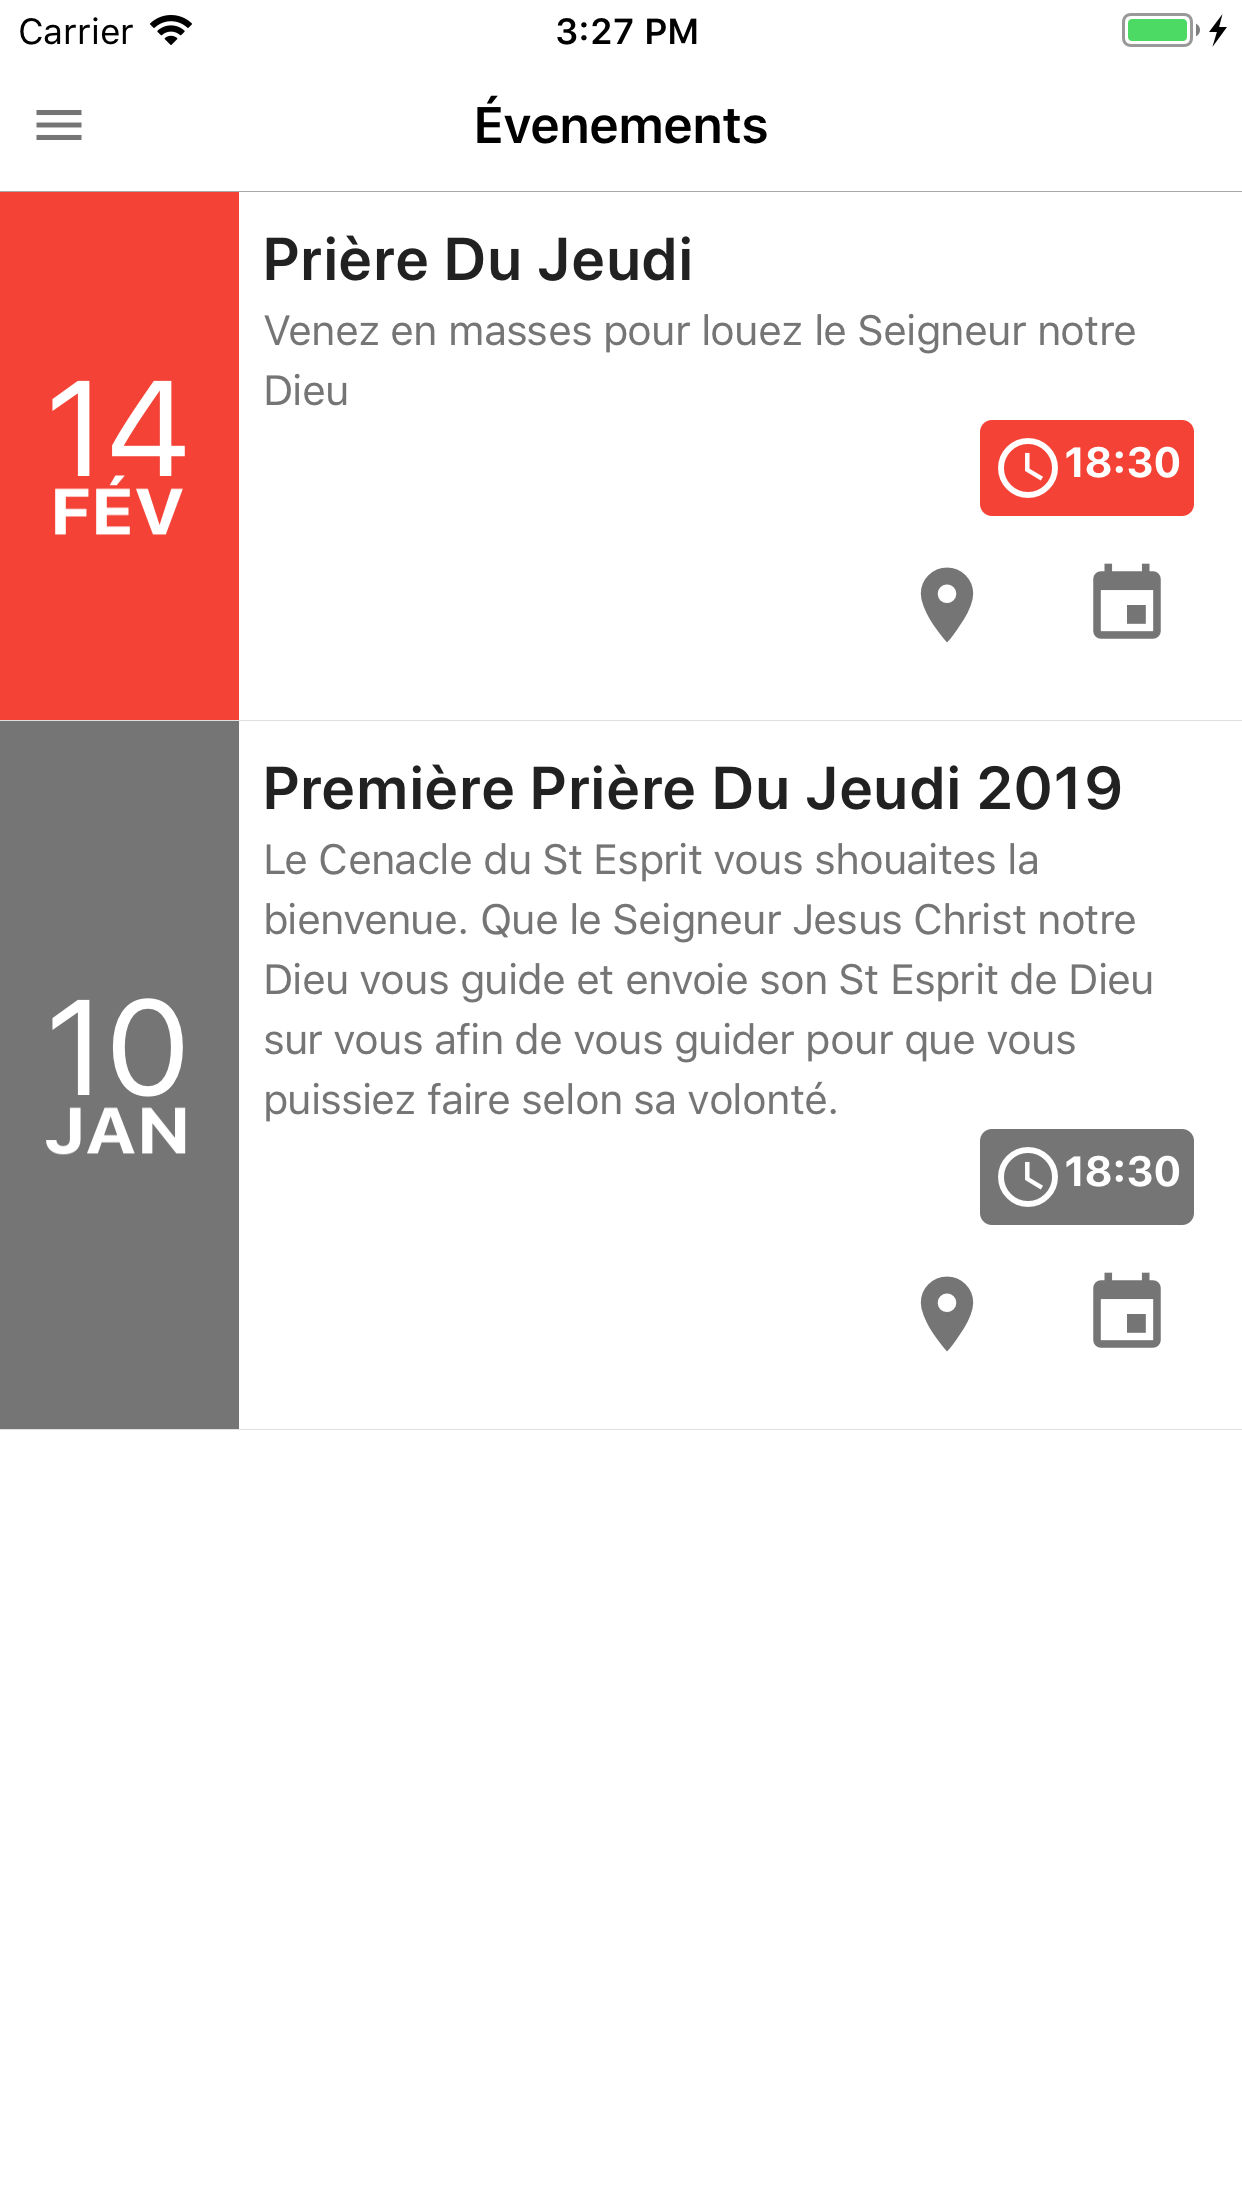 Carrier
3:27 PM
Évenements
14
FÉV
Prière Du Jeudi
Venez en masses pour louez le Seigneur notre
Dieu
18:30
10
JAN
Première Prière Du Jeudi 2019
Le Cenacle du St Esprit vous shouaites la
bienvenue. Que le Seigneur Jesus Christ notre
Dieu vous guide et envoie son St Esprit de Dieu
sur vous afin de vous guider pour que vous
puissiez faire selon sa volonté.
18:30